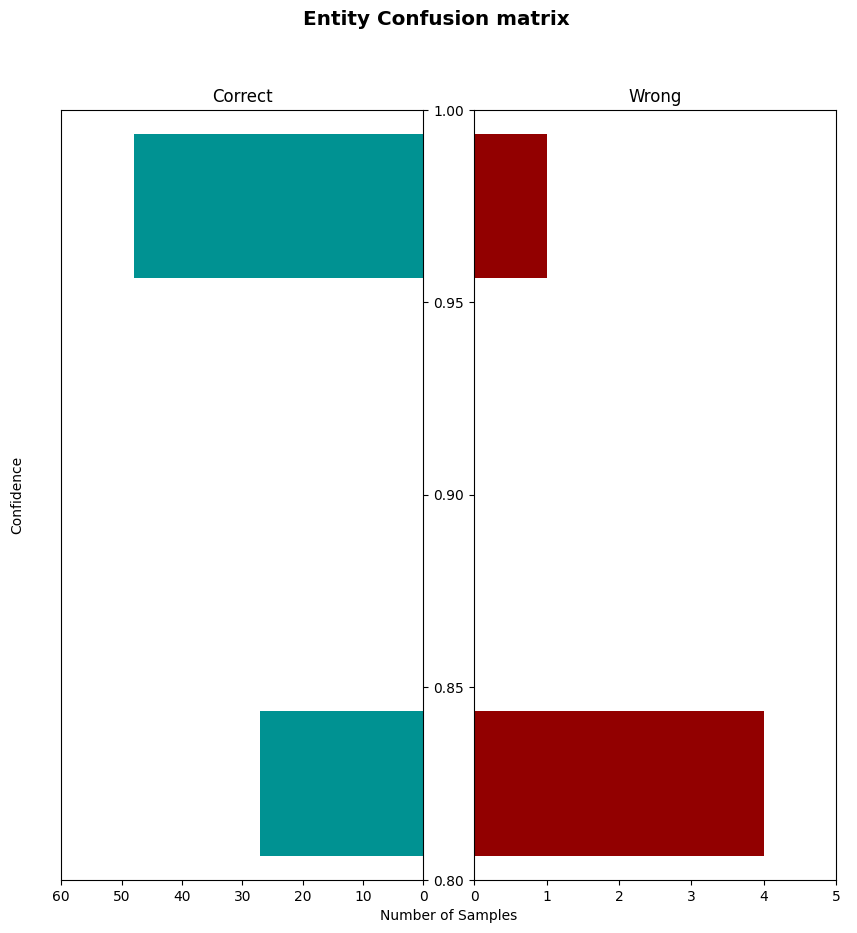 Entity Confusion matrix
Correct
Wrong
1.00
0.95
0.90
0.85
0.80
Confidence
60 50 40 30 20 10 0
0 1 2 3 4 5
Number of Samples